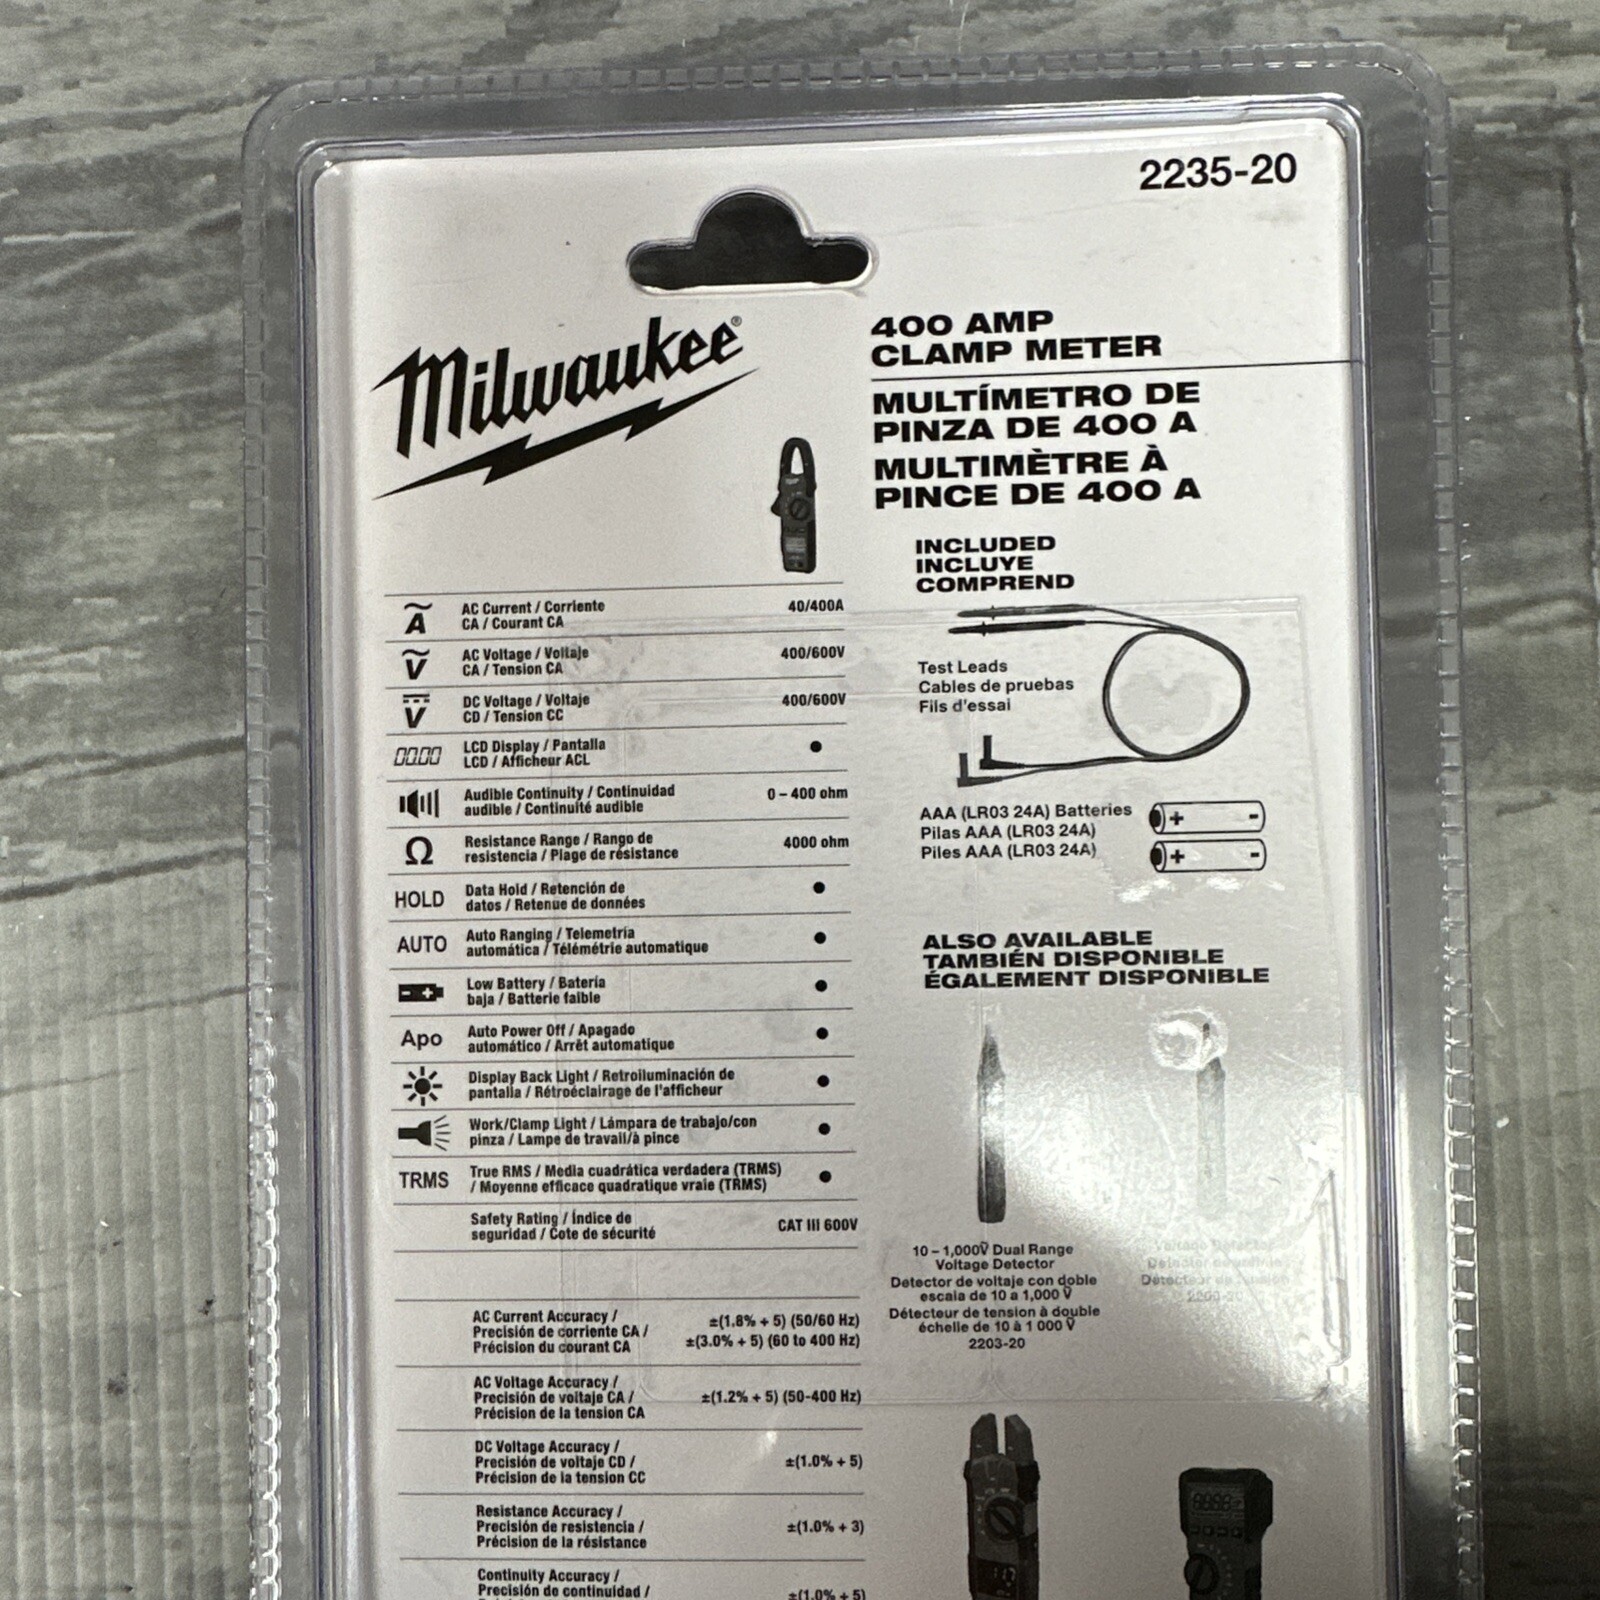 2235-20
Milwaukee®
400 AMP
CLAMP METER
MULTÍMETRO DE
PINZA DE 400 A
MULTIMÈTRE À
PINCE DE 400 A
INCLUDED
INCLUYE
COMPREND
Test Leads
Cables de pruebas
Fils d'essai
AAA (LR03 24A) Batteries
Pilas AAA (LR03 24A)
Piles AAA (LR03 24A)
+ -
+ -
A AC Current / Corriente 40/400A
CA / Courant CA
V AC Voltage / Voltaje 400/600V
CA / Tension CA
V DC Voltage / Voltaje 400/600V
CD / Tension CC
00.00 LCD Display / Pantalla ●
LCD / Afficheur ACL
Audible Continuity / Continuidad 0 – 400 ohm
audible / Continuité audible
Ω Resistance Range / Rango de 4000 ohm
resistencia / Plage de résistance
HOLD Data Hold / Retención de ●
datos / Retenue de données
AUTO Auto Ranging / Telemetría ●
automática / Télémétrie automatique
Low Battery / Batería ●
baja / Batterie faible
Apo Auto Power Off / Apagado ●
automático / Arrêt automatique
Display Back Light / Retroiluminación de ●
pantalla / Rétroéclairage de l'afficheur
Work/Clamp Light / Lámpara de trabajo/con ●
pinza / Lampe de travail/à pince
TRMS True RMS / Media cuadrática verdadera (TRMS) ●
/ Moyenne efficace quadratique vraie (TRMS)
Safety Rating / Índice de CAT III 600V
seguridad / Cote de sécurité
AC Current Accuracy / ±(1.8% + 5) (50/60 Hz)
Precisión de corriente CA / ±(3.0% + 5) (60 to 400 Hz)
Précision du courant CA
AC Voltage Accuracy /
Precisión de voltaje CA / ±(1.2% + 5) (50-400 Hz)
Précision de la tension CA
DC Voltage Accuracy /
Precisión de voltaje CD / ±(1.0% + 5)
Précision de la tension CC
Resistance Accuracy /
Precisión de resistencia / ±(1.0% + 3)
Précision de la résistance
Continuity Accuracy /
Precisión de continuidad / ±(1.0% + 5)
ALSO AVAILABLE
TAMBIÉN DISPONIBLE
ÉGALEMENT DISPONIBLE
10 – 1,000V Dual Range
Voltage Detector
Detector de voltaje con doble
escala de 10 a 1,000 V
Détecteur de tension à double
échelle de 10 à 1 000 V
2203-20
Voltage Detector